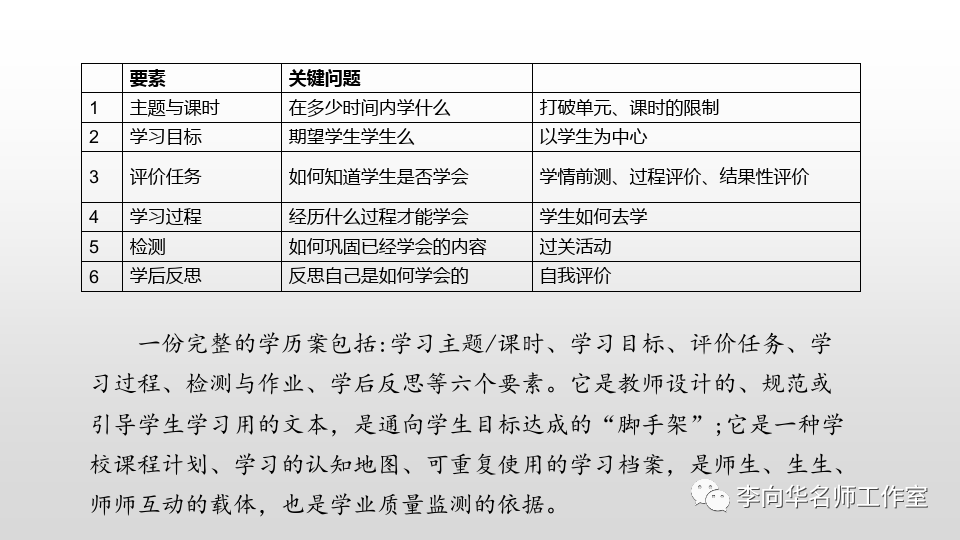 要素 关键问题
1 主题与课时 在多少时间内学什么 打破单元、课时的限制
2 学习目标 期望学生学生么 以学生为中心
3 评价任务 如何知道学生是否学会 学情前测、过程评价、结果性评价
4 学习过程 经历什么过程才能学会 学生如何去学
5 检测 如何巩固已经学会的内容 过关活动
6 学后反思 反思自己是如何学会的 自我评价
一份完整的学历案包括:学习主题/课时、学习目标、评价任务、学
习过程、检测与作业、学后反思等六个要素。它是教师设计的、规范或
引导学生学习用的文本，是通向学生目标达成的“脚手架”;它是一种学
校课程计划、学习的认知地图、可重复使用的学习档案，是师生、生生、
师师互动的载体，也是学业质量监测的依据。
李向华名师工作室